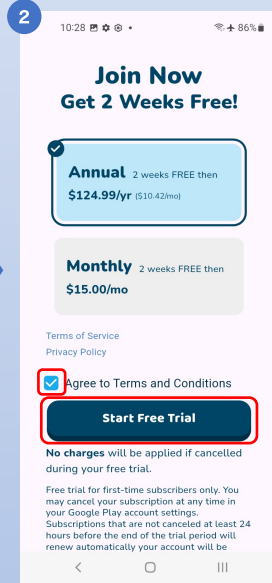 2
10:28
86%
Join Now
Get 2 Weeks Free!
Annual 2 weeks FREE then
$124.99/yr ($10.42/mo)
Monthly 2 weeks FREE then
$15.00/mo
Terms of Service
Privacy Policy
Agree to Terms and Conditions
Start Free Trial
No charges will be applied if cancelled
during your free trial.
Free trial for first-time subscribers only. You
may cancel your subscription at any time in
your Google Play account settings.
Subscriptions that are not canceled at least 24
hours before the end of the trial period will
renew automatically your account will be